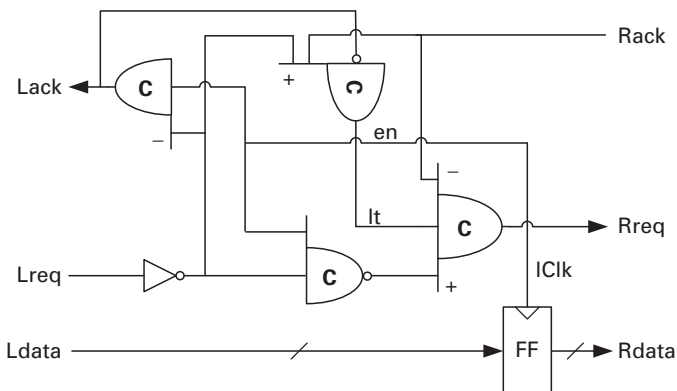 Rack
+
C
Lack
C
en
−
−
lt
C
Rreq
Lreq
C
lClk
+
Ldata
FF
Rdata